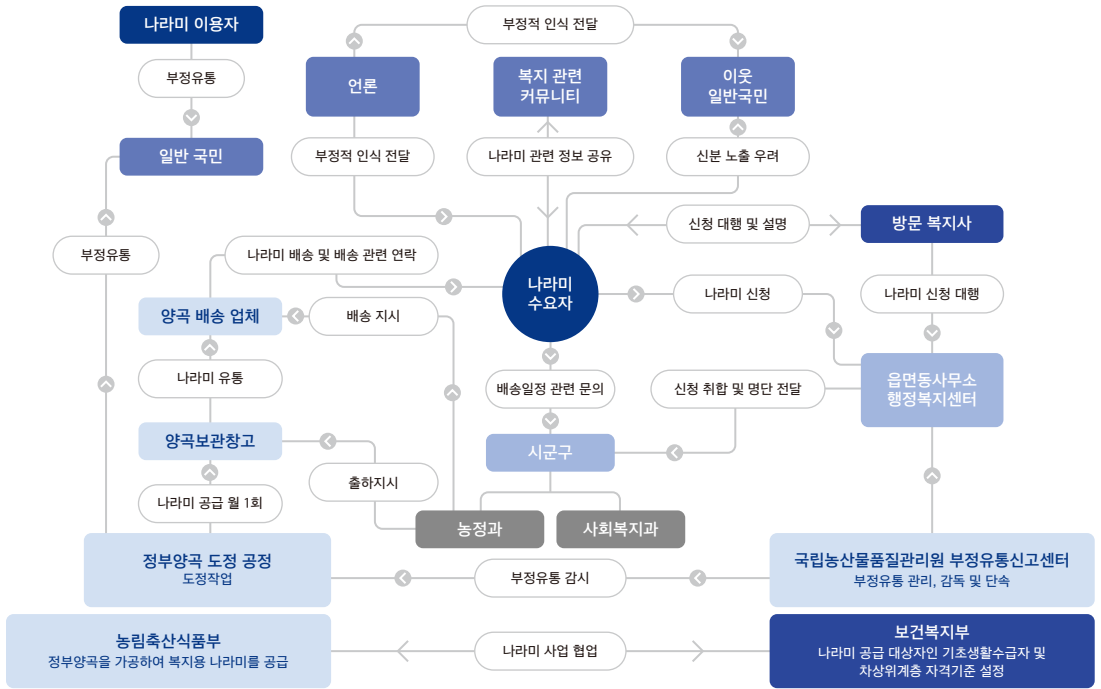 나라미 이용자
부정유통
일반 국민
부정유통
부정적 인식 전달
언론
복지 관련
커뮤니티
이웃
일반국민
부정적 인식 전달
나라미 관련 정보 공유
신분 노출 우려
신청 대행 및 설명
방문 복지사
나라미 배송 및 배송 관련 연락
나라미
수요자
나라미 신청
나라미 신청 대행
양곡 배송 업체
배송 지시
나라미 유통
배송일정 관련 문의
신청 취합 및 명단 전달
읍면동사무소
행정복지센터
양곡보관창고
시군구
출하지시
나라미 공급 월 1회
농정과
사회복지과
정부양곡 도정 공정
도정작업
부정유통 감시
국립농산물품질관리원 부정유통신고센터
부정유통 관리, 감독 및 단속
농림축산식품부
정부양곡을 가공하여 복지용 나라미를 공급
나라미 사업 협업
보건복지부
나라미 공급 대상자인 기초생활수급자 및
차상위계층 자격기준 설정